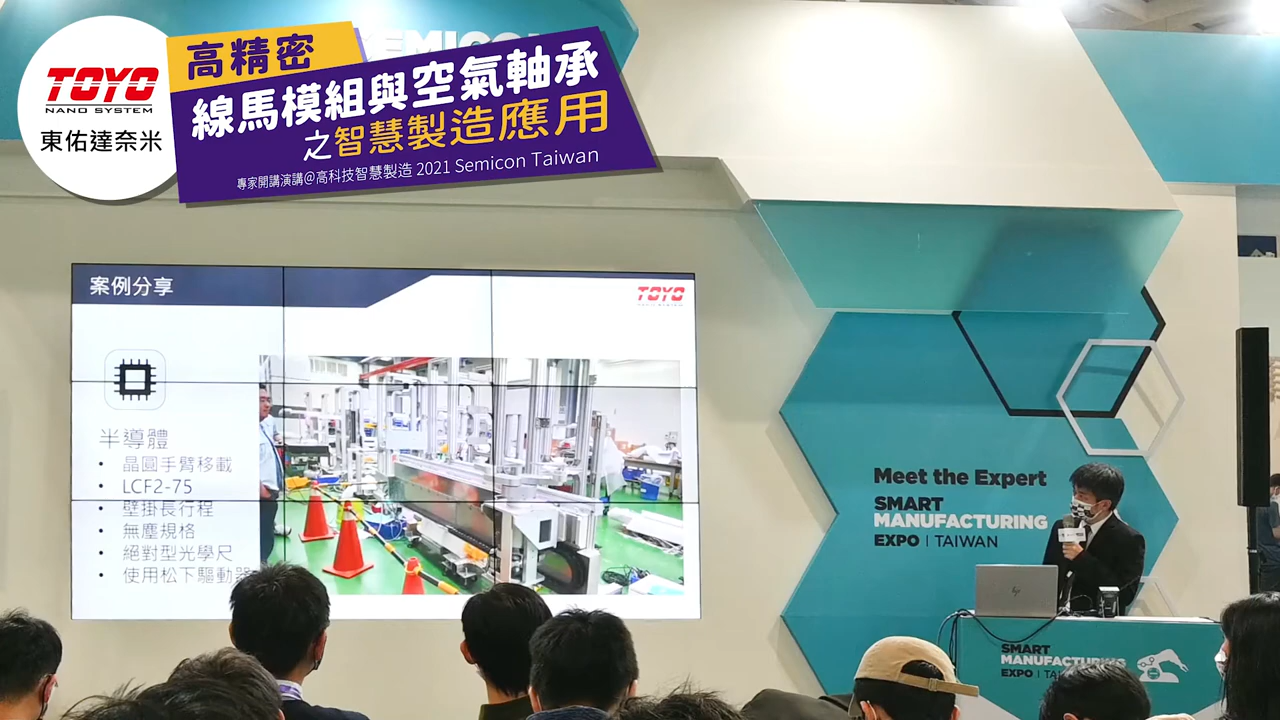 TOYO
NANO SYSTEM
東佑達奈米
高精密
線馬模組與空氣軸承
之智慧製造應用
專家開講演講@高科技智慧製造 2021 Semicon Taiwan
案例分享
TOYO
半導體
• 晶圓手臂移載
• LCF2-75
• 壁掛長行程
• 無塵規格
• 絕對型光學尺
• 使用松下驅動器
Meet the Expert
SMART
MANUFACTURING
EXPO | TAIWAN
hp
SMART
MANUFACTURING
EXPO | TAI